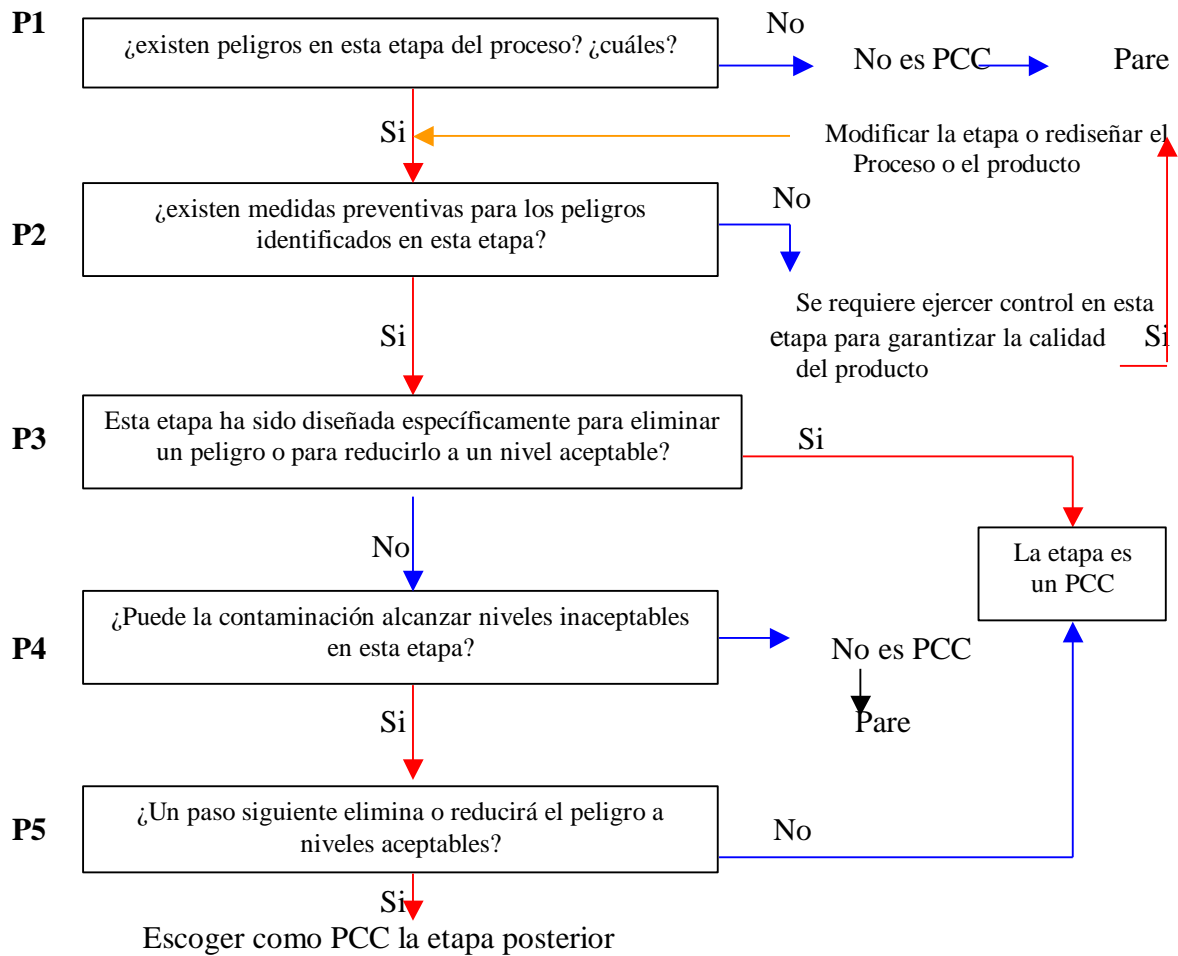 P1
¿existen peligros en esta etapa del proceso? ¿cuáles?
No
No es PCC
Pare
Si
Modificar la etapa o rediseñar el
Proceso o el producto
P2
¿existen medidas preventivas para los peligros
identificados en esta etapa?
No
Se requiere ejercer control en esta
etapa para garantizar la calidad
del producto
Si
Si
P3
Esta etapa ha sido diseñada específicamente para eliminar
un peligro o para reducirlo a un nivel aceptable?
Si
No
La etapa es
un PCC
P4
¿Puede la contaminación alcanzar niveles inaceptables
en esta etapa?
No es PCC
Pare
Si
P5
¿Un paso siguiente elimina o reducirá el peligro a
niveles aceptables?
No
Si
Escoger como PCC la etapa posterior